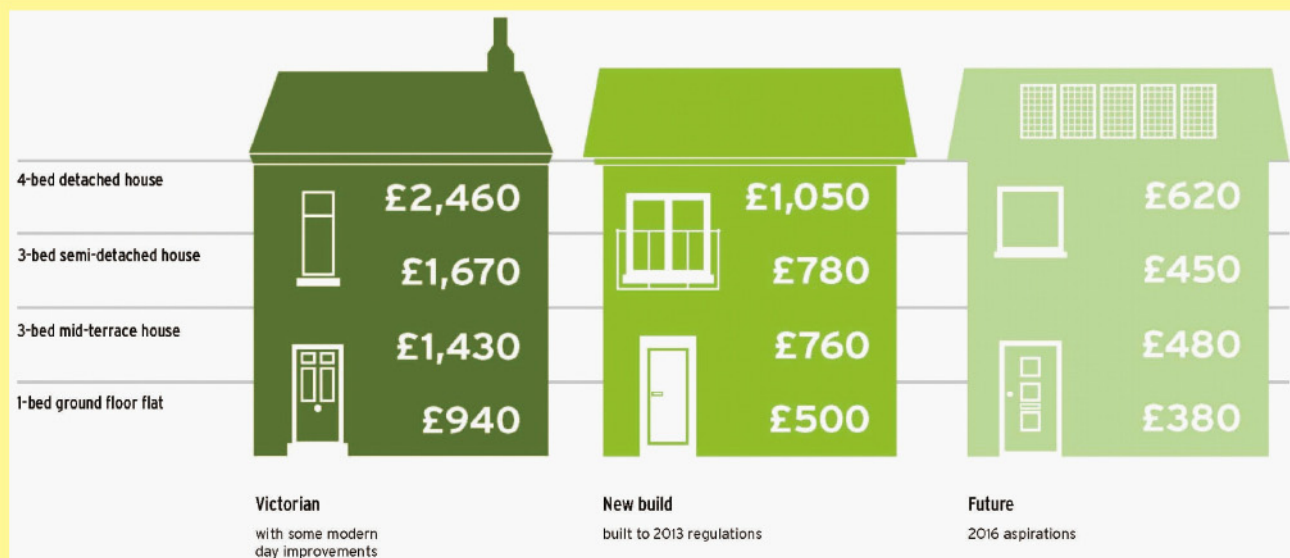 4-bed detached house £2,460 £1,050 £620
3-bed semi-detached house £1,670 £780 £450
3-bed mid-terrace house £1,430 £760 £480
1-bed ground floor flat £940 £500 £380
Victorian New build Future
with some modern built to 2013 regulations 2016 aspirations
day improvements